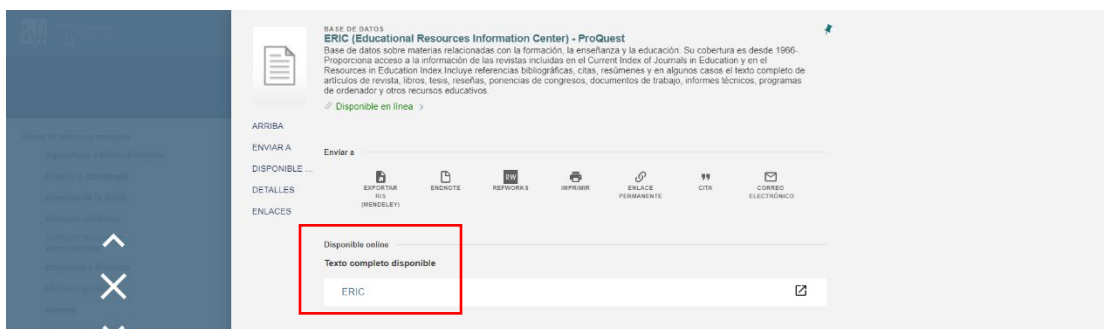 BASE DE DATOS
ERIC (Educational Resources Information Center) - ProQuest
Base de datos sobre materias relacionadas con la formación, la enseñanza y la educación. Su cobertura es desde 1966-.
Proporciona acceso a la información de las revistas incluidas en el Current Index of Journals in Education y en el
Resources in Education Index.Incluye referencias bibliográficas, citas, resúmenes y en algunos casos el texto completo de
artículos de revista, libros, tesis, reseñas, ponencias de congresos, documentos de trabajo, informes técnicos, programas
de ordenador y otros recursos educativos.
Disponible en línea >
ARRIBA
ENVIAR A
DISPONIBLE ...
DETALLES
ENLACES
Enviar a
EXPORTAR
RIS
(MENDELEY)
ENDNOTE
RW
REFWORKS
IMPRIMIR
ENLACE
PERMANENTE
CITA
CORREO
ELECTRÓNICO
Disponible online
Texto completo disponible
ERIC